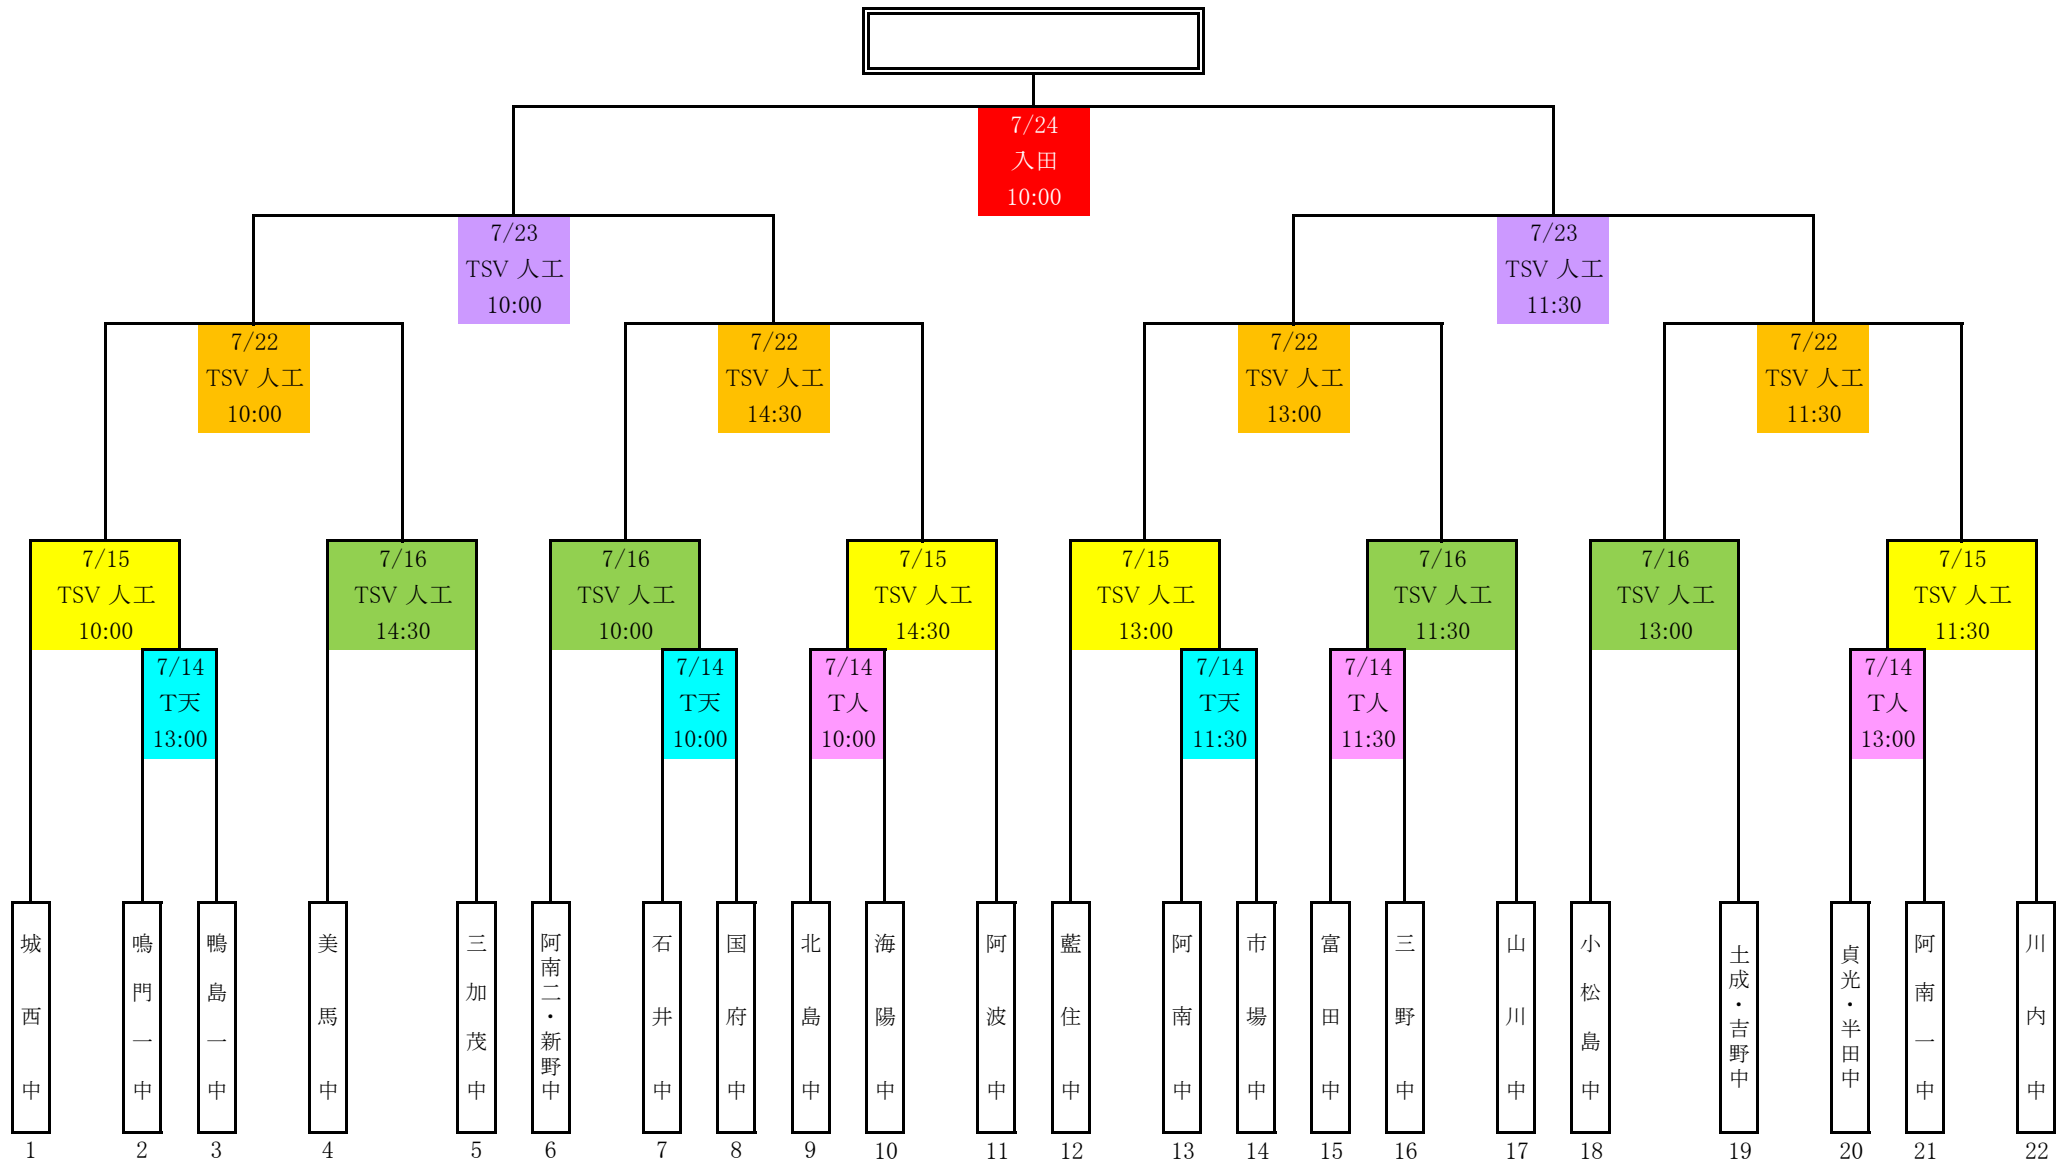 7/24
入田
10:00
7/23
TSV 人工
10:00
7/23
TSV 人工
11:30
7/22
TSV 人工
10:00
7/22
TSV 人工
14:30
7/22
TSV 人工
13:00
7/22
TSV 人工
11:30
7/15
TSV 人工
10:00
7/16
TSV 人工
14:30
7/16
TSV 人工
10:00
7/15
TSV 人工
14:30
7/15
TSV 人工
13:00
7/16
TSV 人工
11:30
7/16
TSV 人工
13:00
7/15
TSV 人工
11:30
7/14
T天
13:00
7/14
T天
10:00
7/14
T人
10:00
7/14
T天
11:30
7/14
T人
11:30
7/14
T人
13:00
城西中
鳴門一中
鴨島一中
美馬中
三加茂中
阿南二・新野中
石井中
国府中
北島中
海陽中
阿波中
藍住中
阿南中
市場中
富田中
三野中
山川中
小松島中
土成・吉野中
貞光・半田中
阿南一中
川内中
1 2 3 4 5 6 7 8 9 10 11 12 13 14 15 16 17 18 19 20 21 22